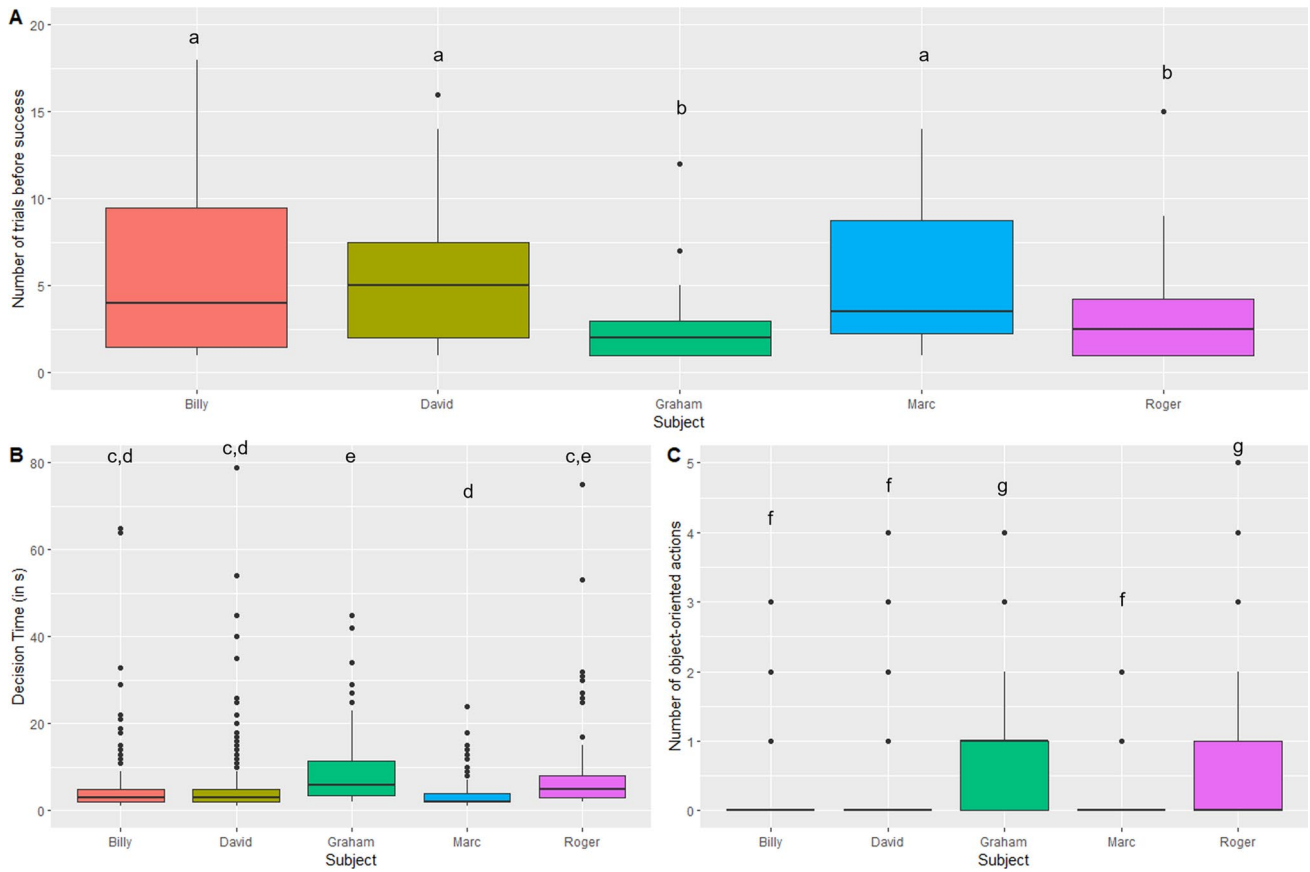 A
Number of trials before success
20
15
10
5
0
a
a
b
a
b
Billy David Graham Marc Roger
Subject
B
Decision Time (in s)
80
60
40
20
0
c,d
c,d
e
d
c,e
Billy David Graham Marc Roger
Subject
C
Number of object-oriented actions
5
4
3
2
1
0
f
f
g
f
g
Billy David Graham Marc Roger
Subject